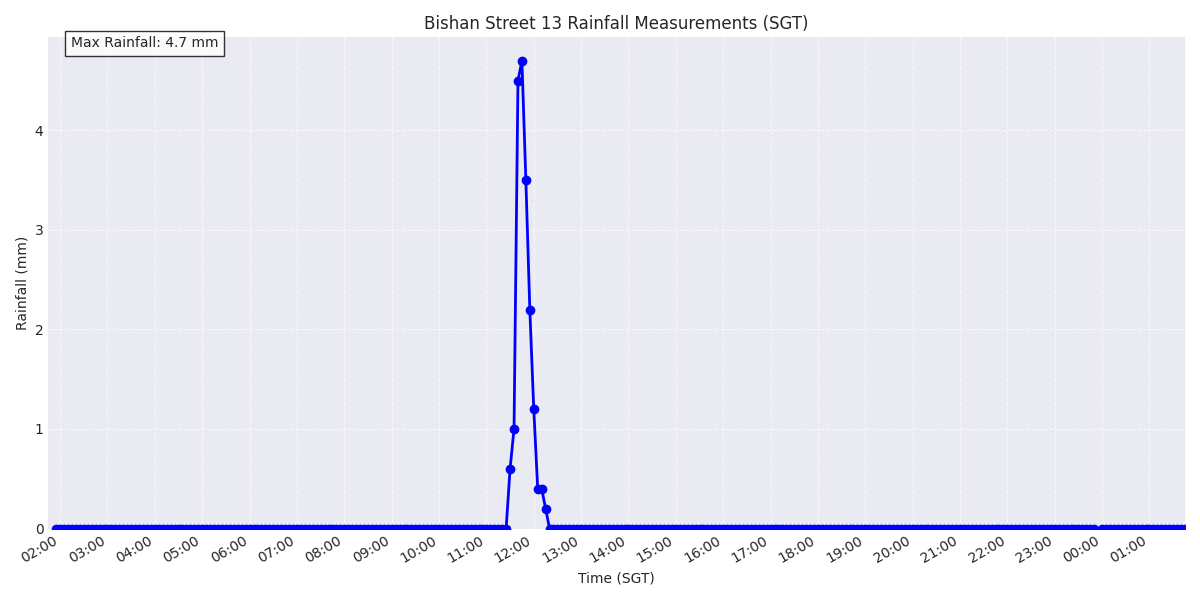 Bishan Street 13 Rainfall Measurements (SGT)
Max Rainfall: 4.7 mm
Rainfall (mm)
4
3
2
1
0
02:00 03:00 04:00 05:00 06:00 07:00 08:00 09:00 10:00 11:00 12:00 13:00 14:00 15:00 16:00 17:00 18:00 19:00 20:00 21:00 22:00 23:00 00:00 01:00
Time (SGT)